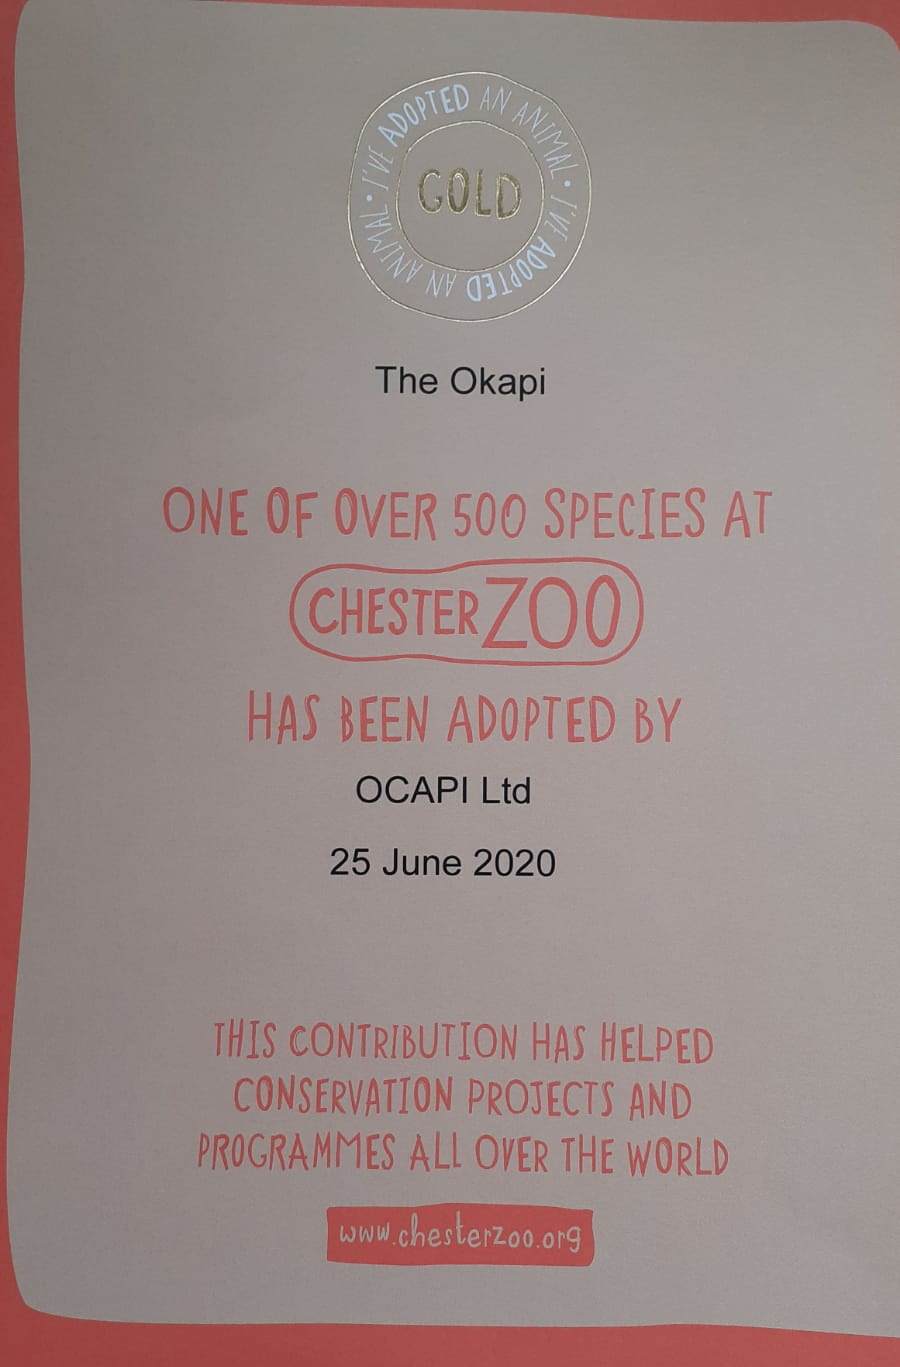 I'VE ADOPTED AN ANIMAL • I'VE ADOPTED AN ANIMAL •
GOLD
The Okapi
ONE OF OVER 500 SPECIES AT
CHESTER ZOO
HAS BEEN ADOPTED BY
OCAPI Ltd
25 June 2020
THIS CONTRIBUTION HAS HELPED
CONSERVATION PROJECTS AND
PROGRAMMES ALL OVER THE WORLD
www.chesterzoo.org